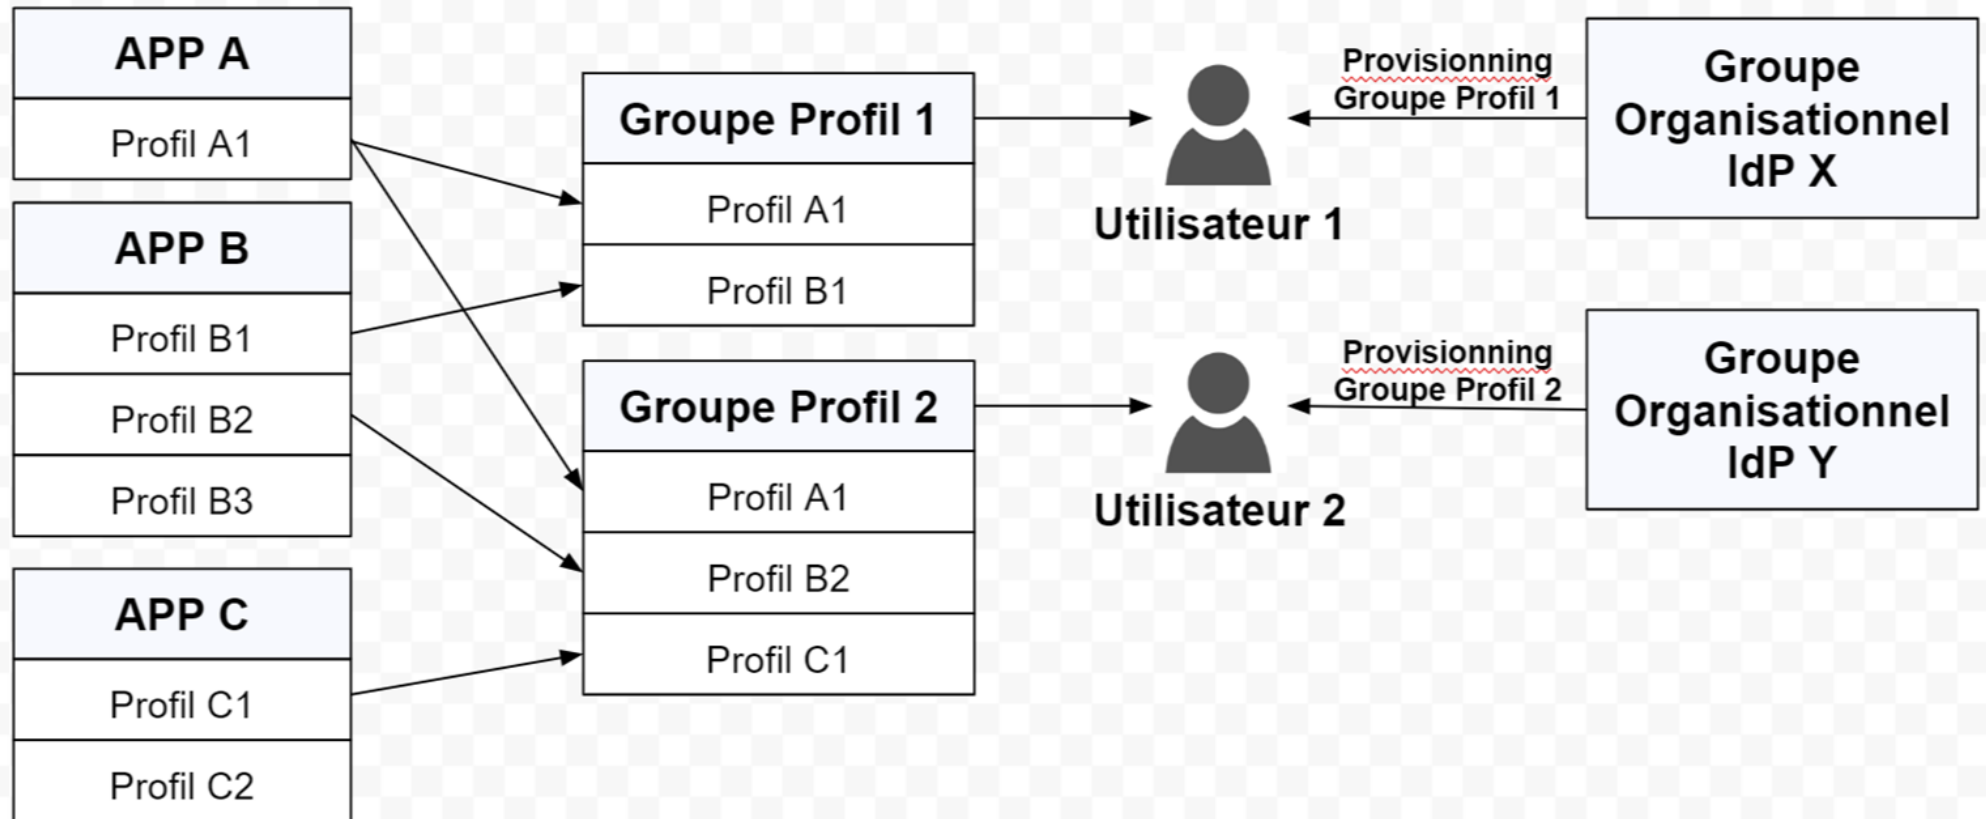 APP A
Profil A1
APP B
Profil B1
Profil B2
Profil B3
APP C
Profil C1
Profil C2
Groupe Profil 1
Profil A1
Profil B1
Groupe Profil 2
Profil A1
Profil B2
Profil C1
Utilisateur 1
Utilisateur 2
Provisionning
Groupe Profil 1
Provisionning
Groupe Profil 2
Groupe
Organisationnel
IdP X
Groupe
Organisationnel
IdP Y